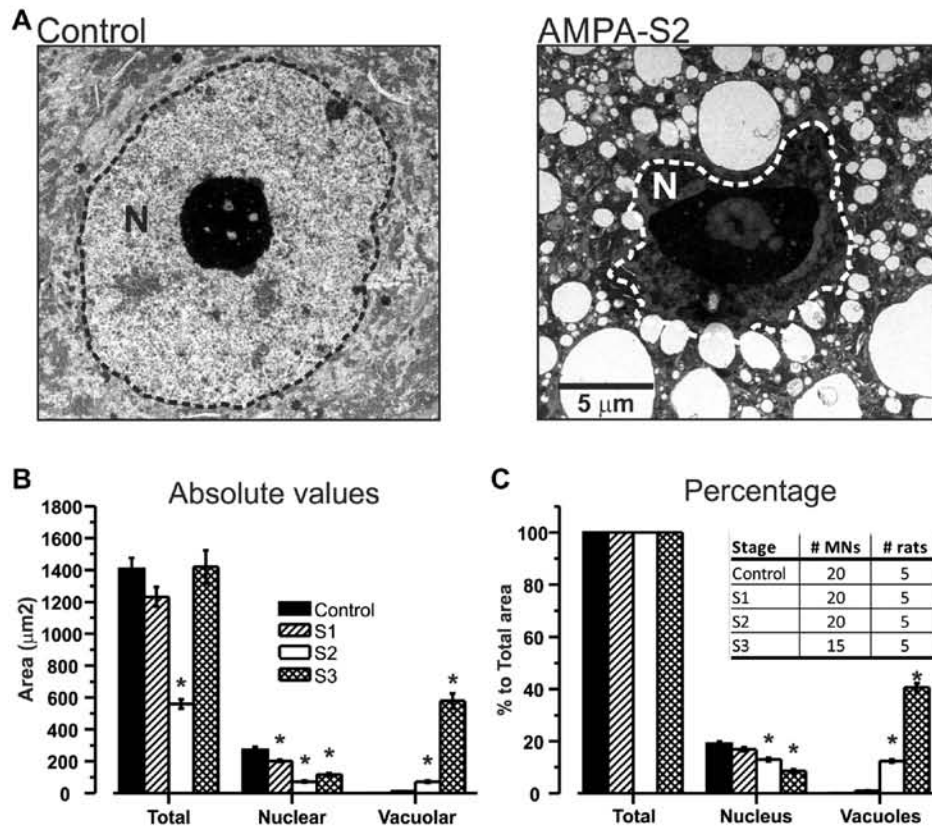 A
Control
AMPA-S2
N
N
5 µm
B
Absolute values
Area (µm2)
1800
1600
1400
1200
1000
800
600
400
200
0
Control
S1
S2
S3
*
*
*
*
*
*
Total
Nuclear
Vacuolar
C
Percentage
% to Total area
100
80
60
40
20
0
Stage # MNs # rats
Control 20 5
S1 20 5
S2 20 5
S3 15 5
*
*
*
*
Total
Nucleus
Vacuoles